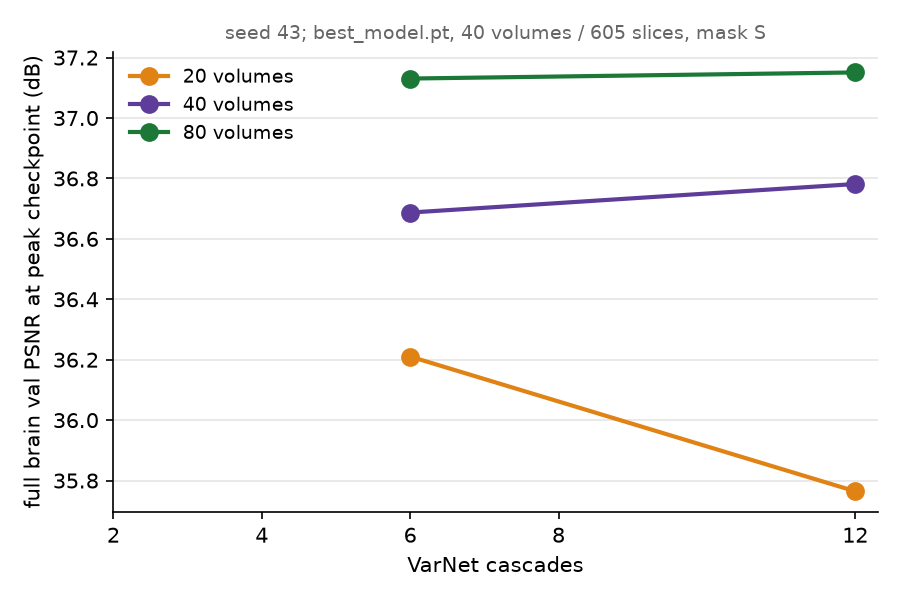 seed 43; best_model.pt, 40 volumes / 605 slices, mask S
full brain val PSNR at peak checkpoint (dB)
37.2
37.0
36.8
36.6
36.4
36.2
36.0
35.8
20 volumes
40 volumes
80 volumes
2 4 6 8 12
VarNet cascades